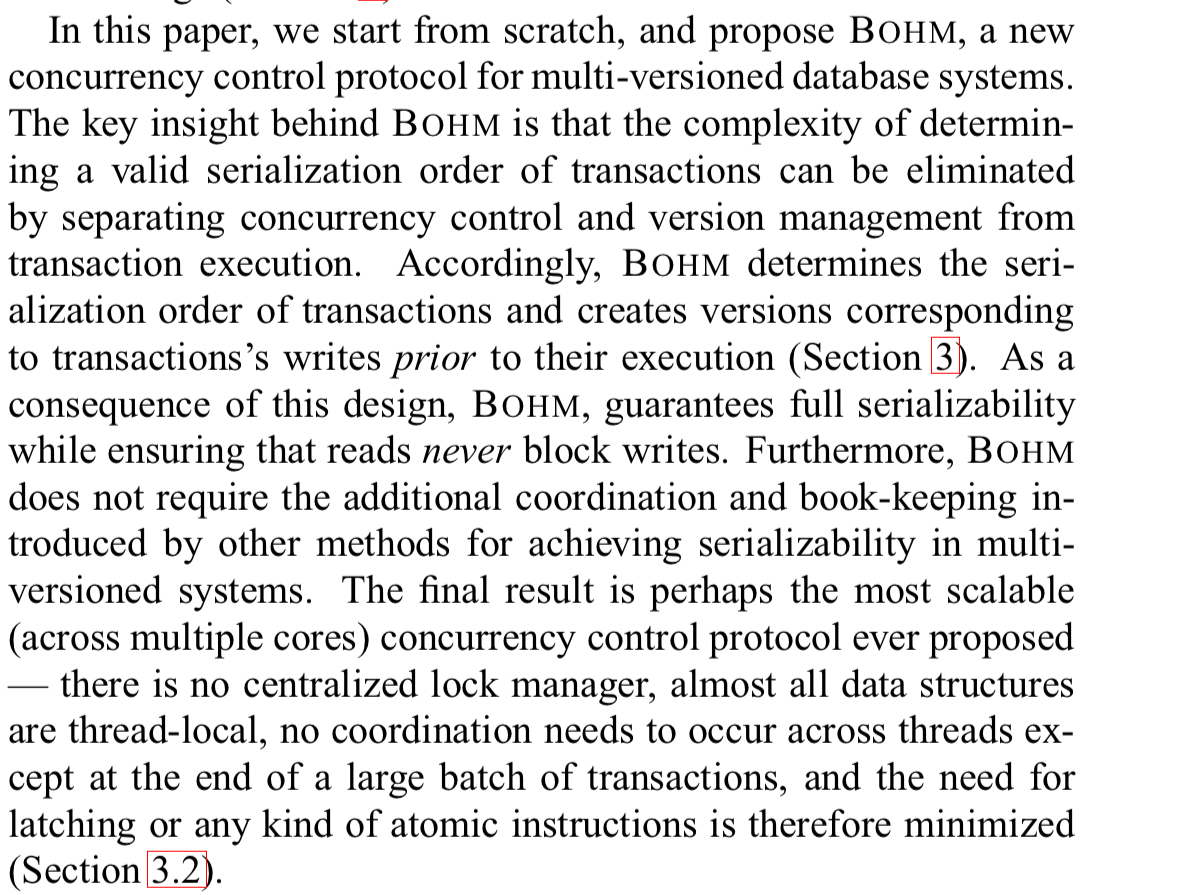 In this paper, we start from scratch, and propose BOHM, a new
concurrency control protocol for multi-versioned database systems.
The key insight behind BOHM is that the complexity of determin-
ing a valid serialization order of transactions can be eliminated
by separating concurrency control and version management from
transaction execution. Accordingly, BOHM determines the seri-
alization order of transactions and creates versions corresponding
to transactions's writes prior to their execution (Section 3). As a
consequence of this design, BOHM, guarantees full serializability
while ensuring that reads never block writes. Furthermore, BOHM
does not require the additional coordination and book-keeping in-
troduced by other methods for achieving serializability in multi-
versioned systems. The final result is perhaps the most scalable
(across multiple cores) concurrency control protocol ever proposed
— there is no centralized lock manager, almost all data structures
are thread-local, no coordination needs to occur across threads ex-
cept at the end of a large batch of transactions, and the need for
latching or any kind of atomic instructions is therefore minimized
(Section 3.2).